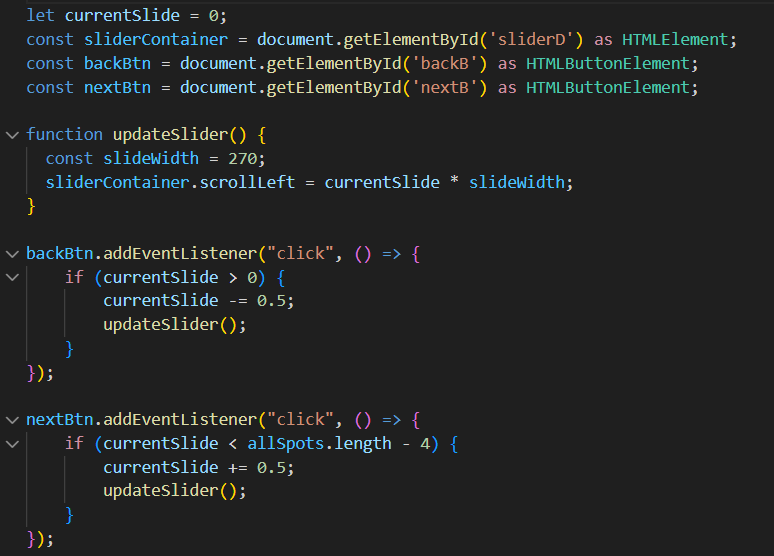 let currentSlide = 0;
const sliderContainer = document.getElementById('sliderD') as HTMLElement;
const backBtn = document.getElementById('backB') as HTMLButtonElement;
const nextBtn = document.getElementById('nextB') as HTMLButtonElement;

function updateSlider() {
  const slideWidth = 270;
  sliderContainer.scrollLeft = currentSlide * slideWidth;
}

backBtn.addEventListener("click", () => {
    if (currentSlide > 0) {
        currentSlide -= 0.5;
        updateSlider();
    }
});

nextBtn.addEventListener("click", () => {
    if (currentSlide < allSpots.length - 4) {
        currentSlide += 0.5;
        updateSlider();
    }
});